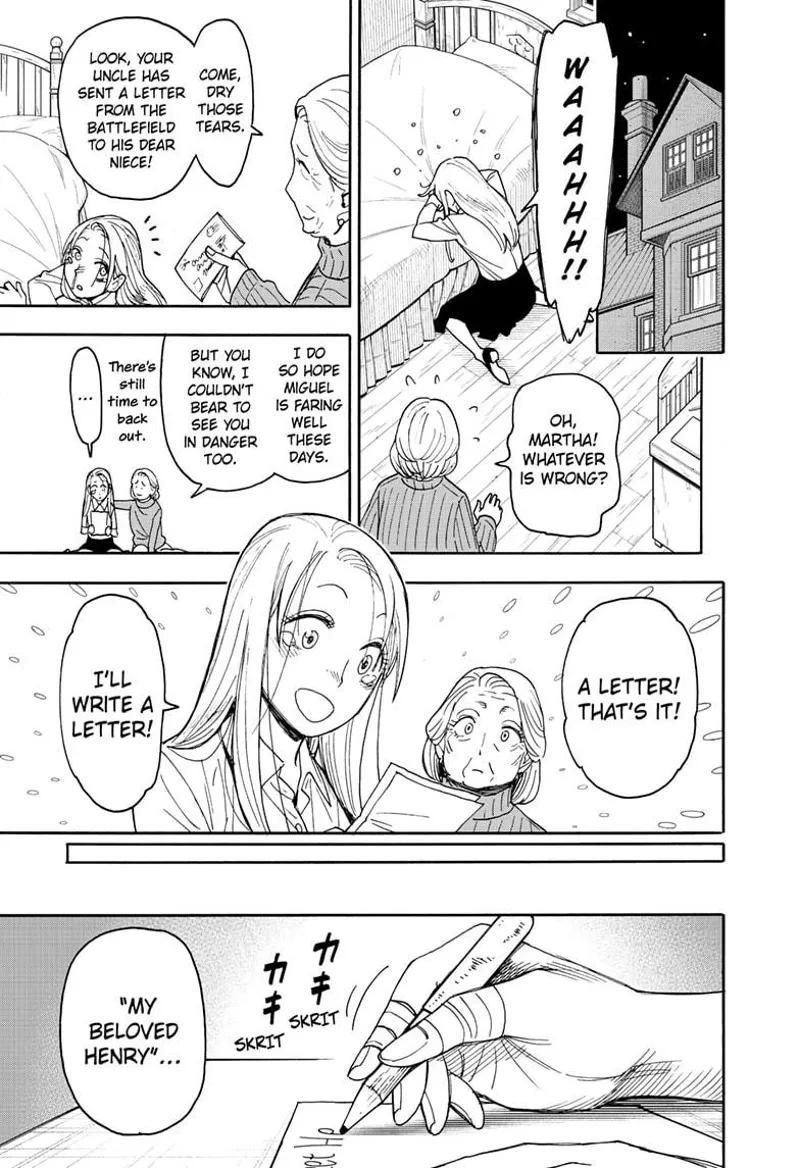 WAAAHHH!!
OH,
MARTHA!
WHATEVER
IS WRONG?
COME,
DRY
THOSE
TEARS.
LOOK, YOUR
UNCLE HAS
SENT A LETTER
FROM THE
BATTLEFIELD
TO HIS DEAR
NIECE!
I DO
SO HOPE
MIGUEL
IS FARING
WELL
THESE
DAYS.
BUT YOU
KNOW, I
COULDN'T
BEAR TO
SEE YOU
IN DANGER
TOO.
There's
still
time to
back
out.
...
A LETTER!
THAT'S IT!
I'LL
WRITE A
LETTER!
カキ
SKRIT
カキ
SKRIT
"MY
BELOVED
HENRY"...
He